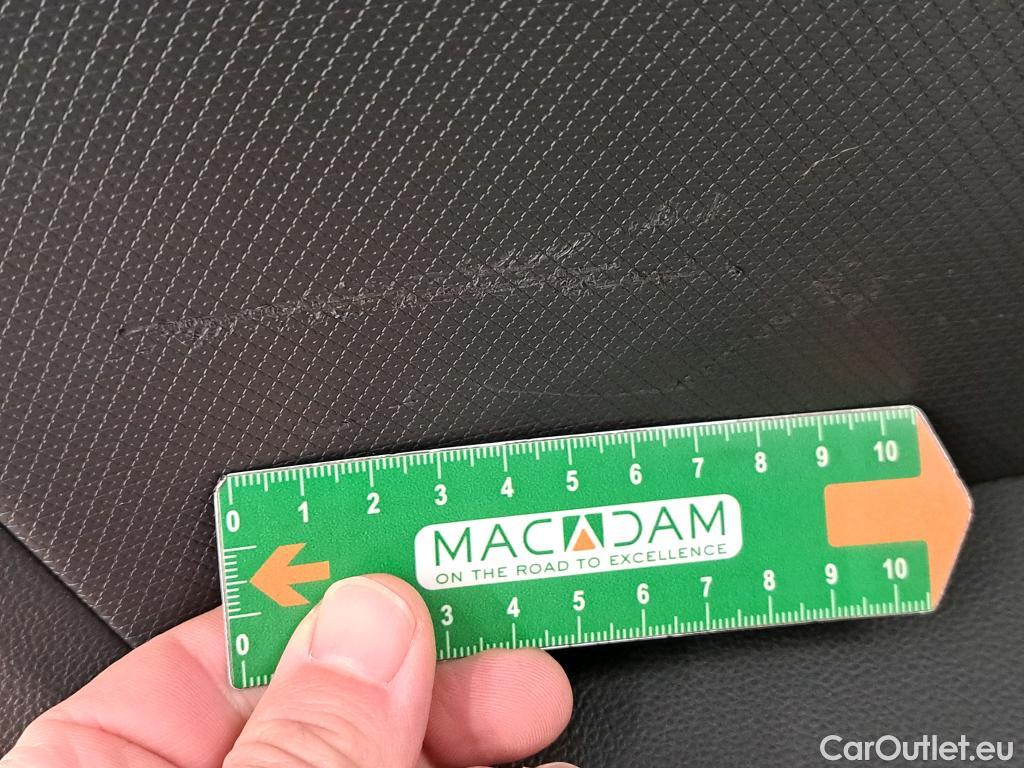 0 1 2 3 4 5 6 7 8 9 10
MACADAM
ON THE ROAD TO EXCELLENCE
0 3 4 5 6 7 8 9 10
CarOutlet.eu